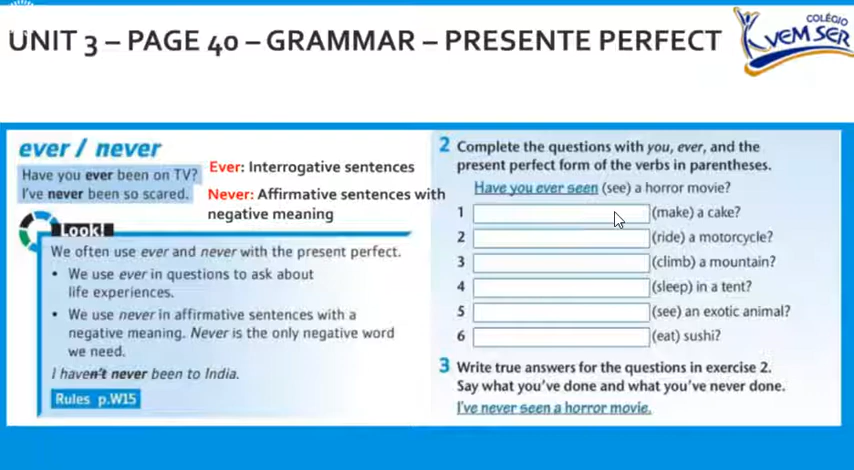 UNIT 3 – PAGE 40 – GRAMMAR – PRESENTE PERFECT
COLÉGIO
VEM SER
ever / never
Have you ever been on TV?
I've never been so scared.
Ever: Interrogative sentences
Never: Affirmative sentences with
negative meaning
Look!
We often use ever and never with the present perfect.
• We use ever in questions to ask about
life experiences.
• We use never in affirmative sentences with a
negative meaning. Never is the only negative word
we need.
I haven't never been to India.
Rules p.W15
2 Complete the questions with you, ever, and the
present perfect form of the verbs in parentheses.
Have you ever seen (see) a horror movie?
1 (make) a cake?
2 (ride) a motorcycle?
3 (climb) a mountain?
4 (sleep) in a tent?
5 (see) an exotic animal?
6 (eat) sushi?
3 Write true answers for the questions in exercise 2.
Say what you've done and what you've never done.
I've never seen a horror movie.